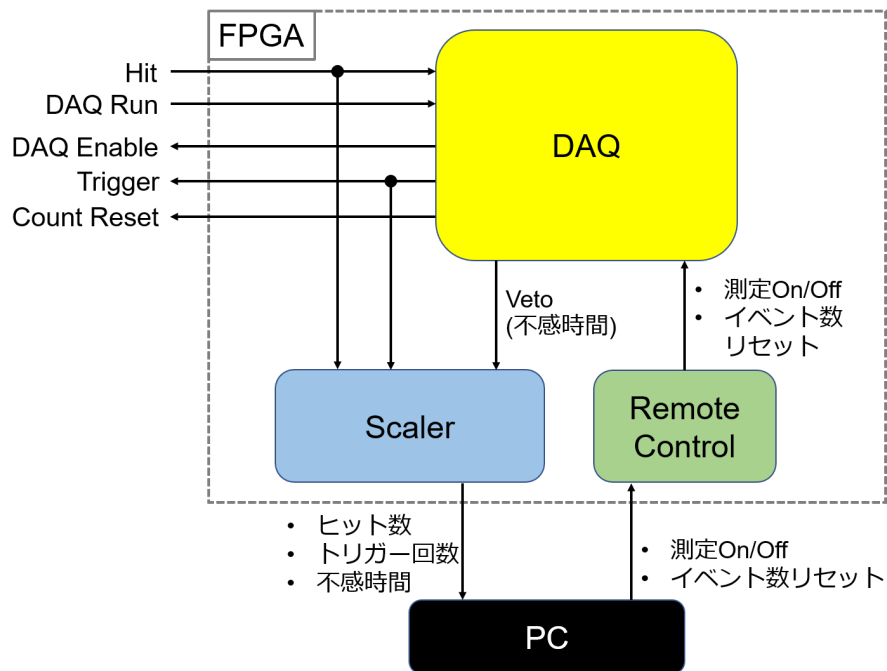 FPGA
Hit
DAQ Run
DAQ Enable
Trigger
Count Reset
DAQ
Veto
(不感時間)
• 測定On/Off
• イベント数
リセット
Scaler
Remote
Control
• ヒット数
• トリガー回数
• 不感時間
• 測定On/Off
• イベント数リセット
PC